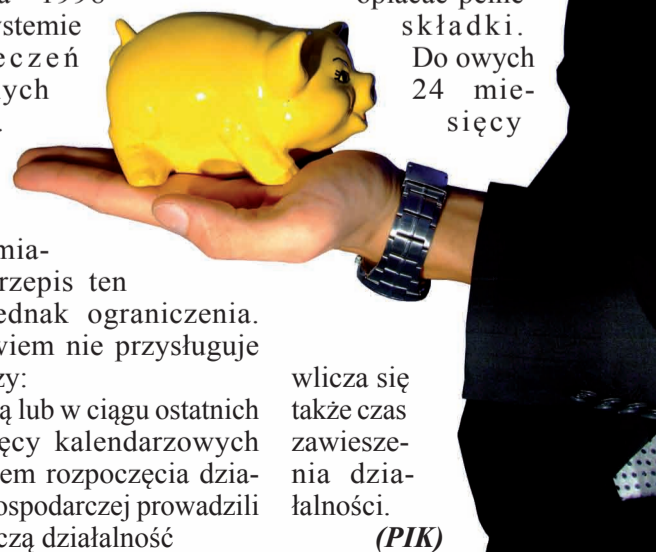 1998
ystemie
eczeń
ych
mia-
rzepis ten
ednak ograniczenia.
wiem nie przysługuje
zy:
ą lub w ciągu ostatnich
ęcy kalendarzowych
em rozpoczęcia dzia-
ospodarczej prowadzili
czą działalność
opłacać pełne
składki.
Do owych
24 mie-
sięcy
wlicza się
także czas
zawiesze-
nia dzia-
łalności.
(PIK)